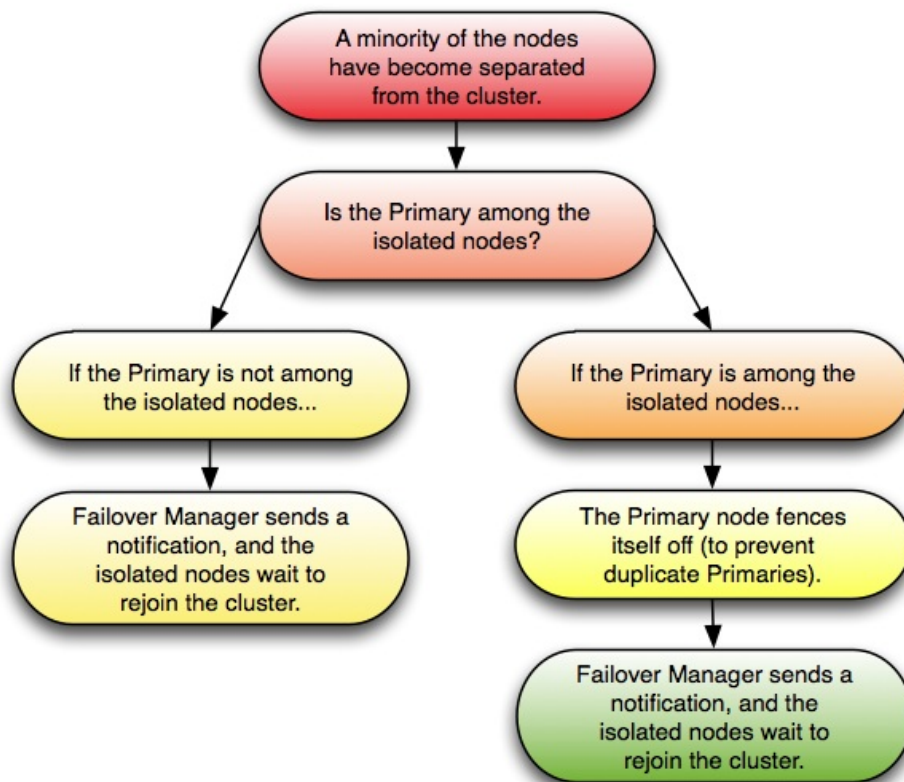 A minority of the nodes
have become separated
from the cluster.
Is the Primary among the
isolated nodes?
If the Primary is not among
the isolated nodes...
If the Primary is among the
isolated nodes...
Failover Manager sends a
notification, and the
isolated nodes wait to
rejoin the cluster.
The Primary node fences
itself off (to prevent
duplicate Primaries).
Failover Manager sends a
notification, and the
isolated nodes wait to
rejoin the cluster.